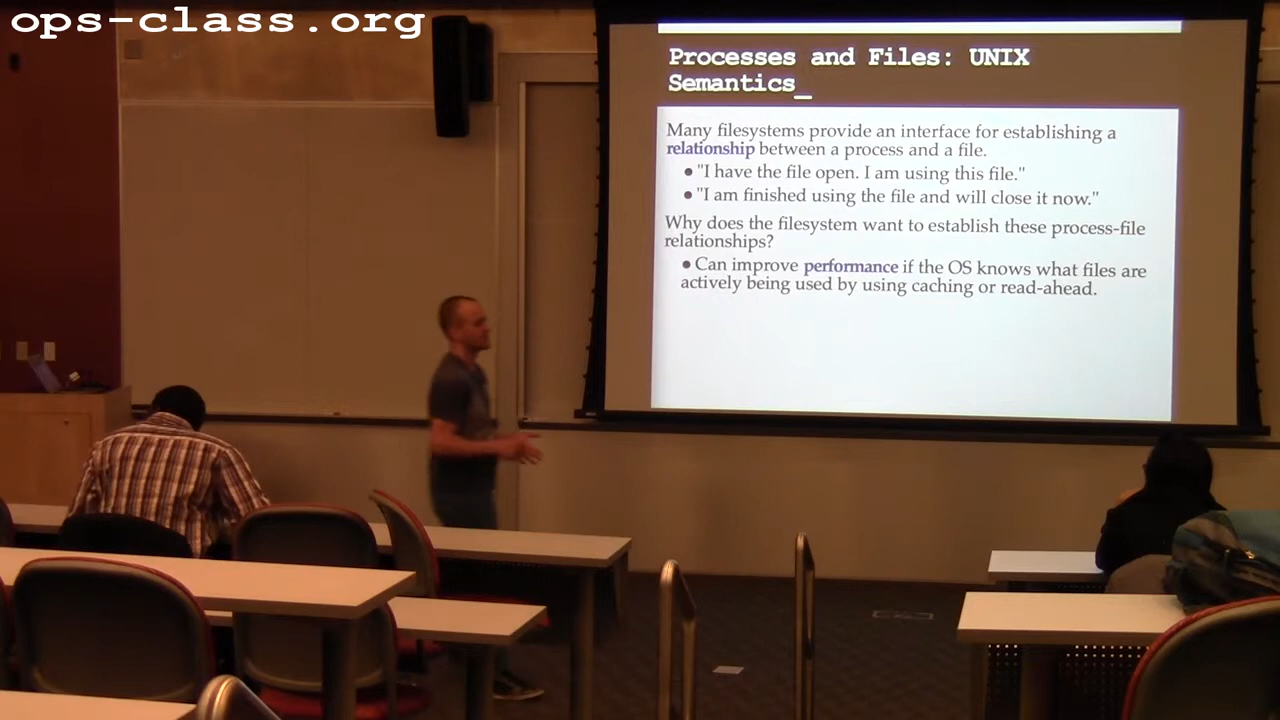 ops-class.org
Processes and Files: UNIX
Semantics_
Many filesystems provide an interface for establishing a
relationship between a process and a file.
● "I have the file open. I am using this file."
● "I am finished using the file and will close it now."
Why does the filesystem want to establish these process-file
relationships?
● Can improve performance if the OS knows what files are
actively being used by using caching or read-ahead.